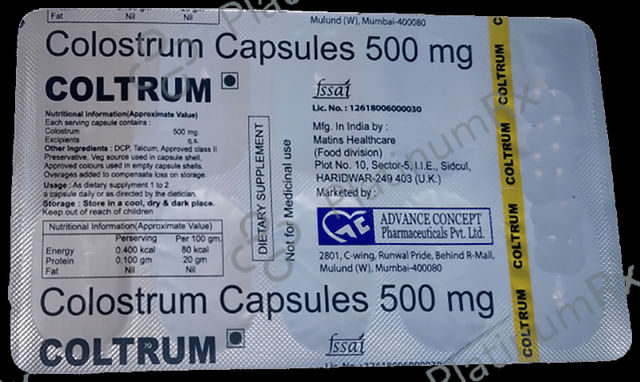 Fat Nil Nil
Mulund (W), Mumbai-400080
Colostrum Capsules 500 mg
COLTRUM
Nutritional Information(Approximate Value)
Each serving capsule contains :
Colostrum 500 mg.
Excipients q.s.
Other Ingredients : DCP, Talcum, Approved class II
Preservative, Veg source used in capsule shell,
Approved colours used in empty capsule shells.
Overages added to compensate loss on storage.
Usage : As dietary supplyment 1 to 2
a capsule daily or as directed by the dietician.
Storage : Store in a cool, dry & dark place.
Keep out of reach of children
Nutritional Information(Approximate Value)
Perserving Per 100 gm.
Energy 0.400 kcal 80 kcal
Protein 0.100 gm 20 gm
Fat Nil Nil
DIETARY SUPPLEMENT
Not for Medicinal use
fssai
Lic. No. : 12618006000030
Mfg. In India by :
Matins Healthcare
(Food division)
Plot No. 10, Sector-5, I.I.E., Sidcul,
HARIDWAR-249 403 (U.K.)
Marketed by :
ADVANCE CONCEPT
Pharmaceuticals Pvt. Ltd.
2801, C-wing, Runwal Pride, Behind R-Mall,
Mulund (W), Mumbai-400080
COLTRUM
COLTRUM
COLTRUM
COLTRUM
Colostrum Capsules 500 mg
COLTRUM
fssai
Lic. No. : 12618006000030
PlatinumRx
PlatinumRx
PlatinumRx